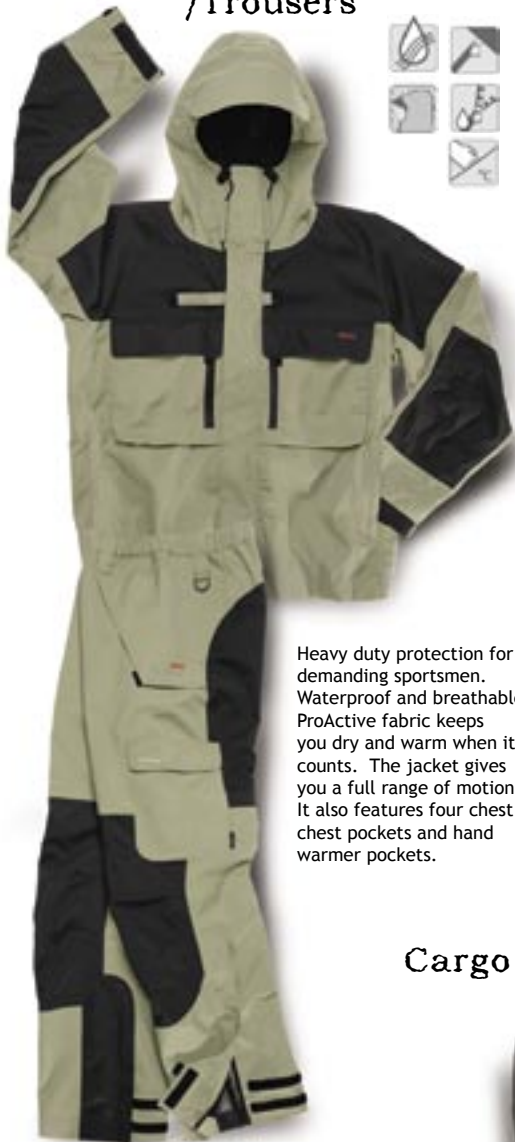 /Trousers
Heavy duty protection for
demanding sportsmen.
Waterproof and breathable
ProActive fabric keeps
you dry and warm when it
counts. The jacket gives
you a full range of motion
It also features four chest
chest pockets and hand
warmer pockets.
Cargo